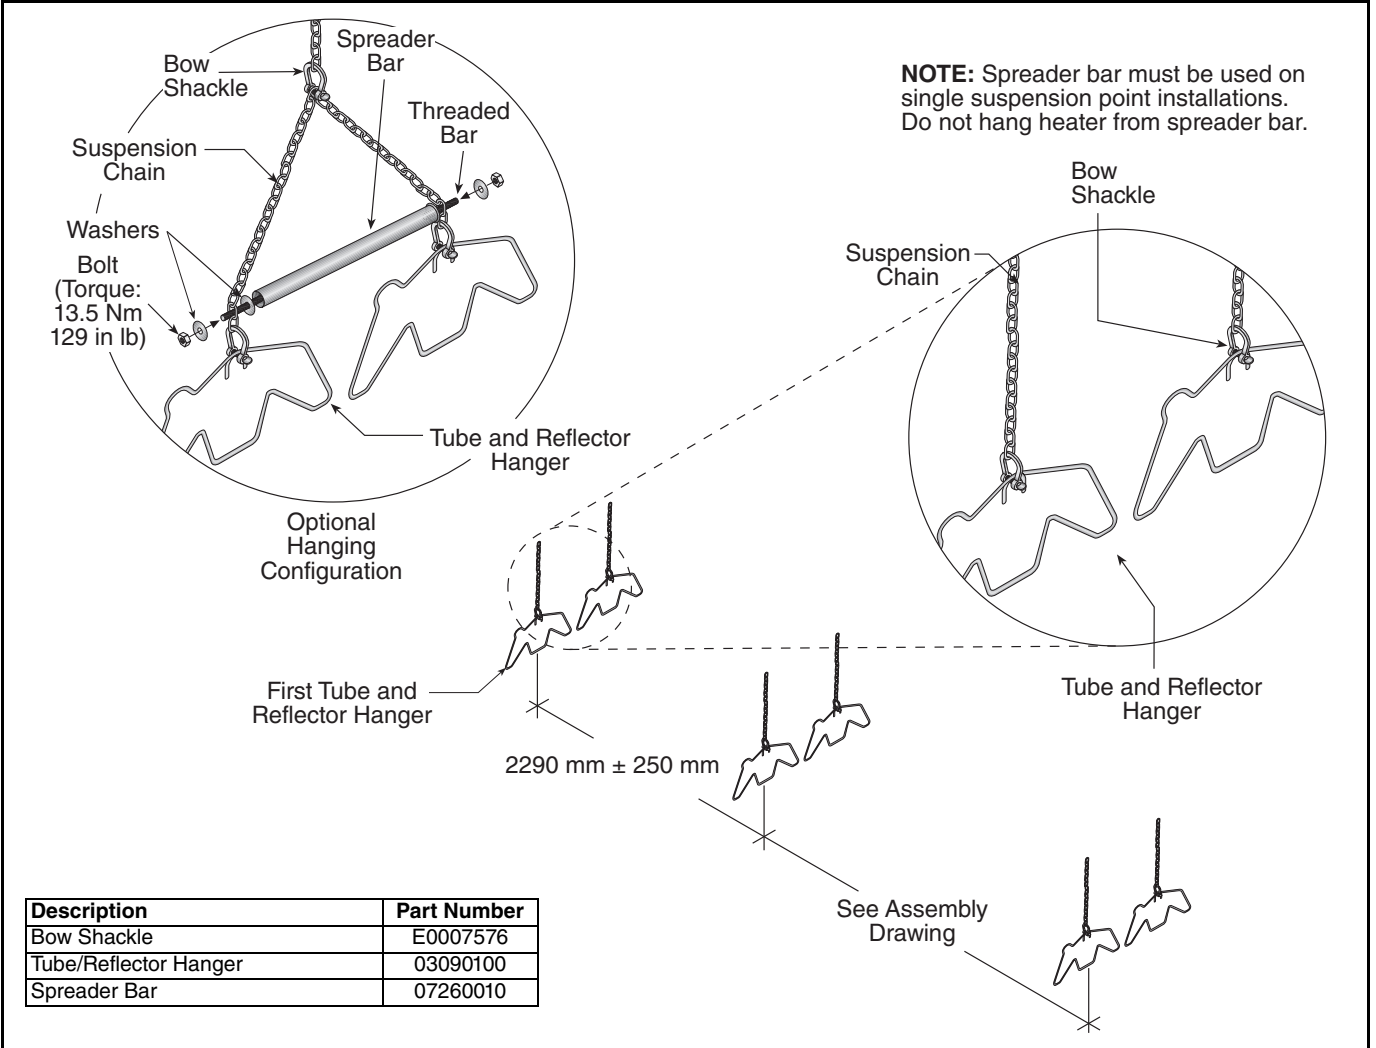 Bow
Shackle
Spreader
Bar
Threaded
Bar
Suspension
Chain
Washers
Bolt
(Torque:
13.5 Nm
129 in lb)
Tube and Reflector
Hanger
Optional
Hanging
Configuration
NOTE: Spreader bar must be used on
single suspension point installations.
Do not hang heater from spreader bar.
Bow
Shackle
Suspension
Chain
Tube and Reflector
Hanger
First Tube and
Reflector Hanger
2290 mm ± 250 mm
See Assembly
Drawing
Description Part Number
Bow Shackle E0007576
Tube/Reflector Hanger 03090100
Spreader Bar 07260010